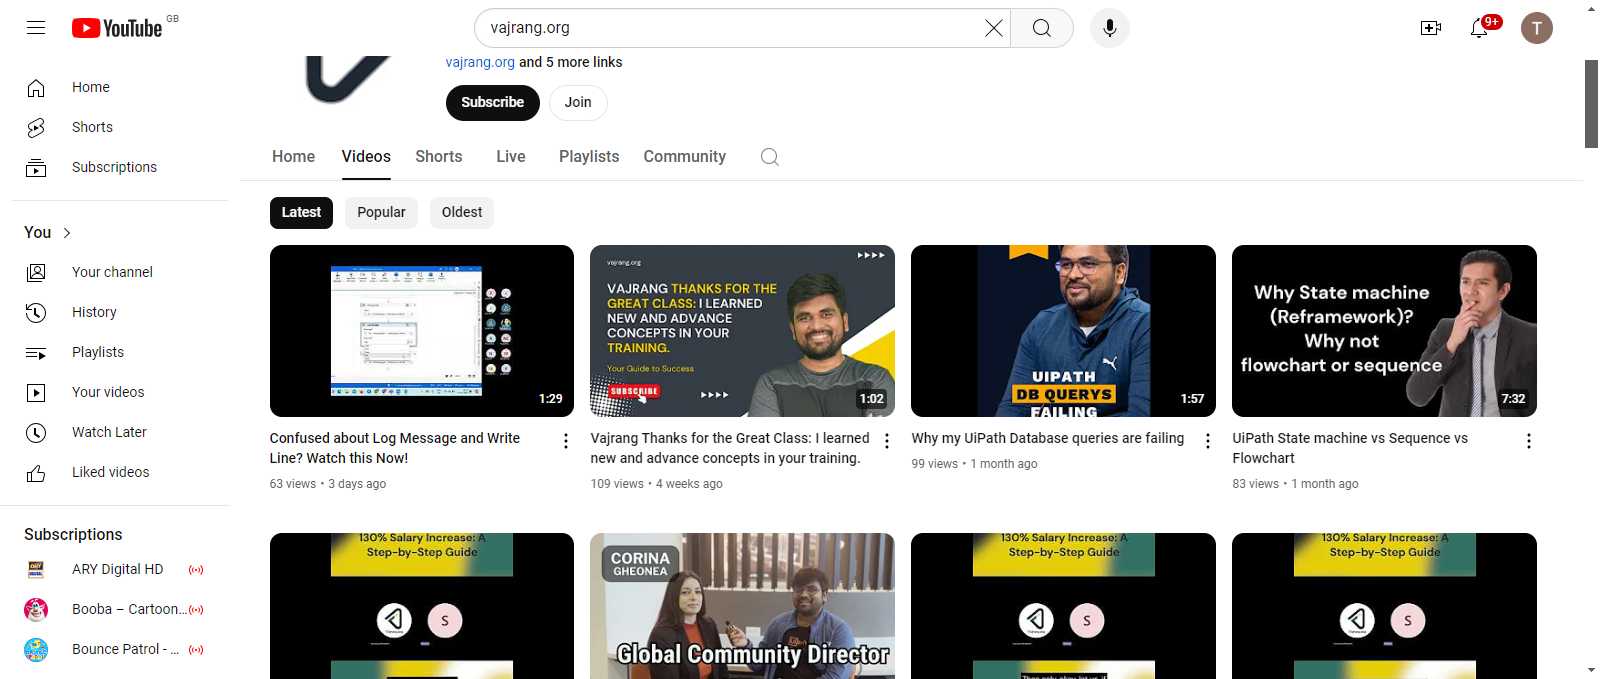 YouTube GB
vajrang.org
9+
T
Home
Shorts
Subscriptions
You
Your channel
History
Playlists
Your videos
Watch Later
Liked videos
Subscriptions
ARY Digital HD
Booba – Cartoon...
Bounce Patrol - ...
vajrang.org and 5 more links
Subscribe
Join
Home Videos Shorts Live Playlists Community
Latest Popular Oldest
1:29
Confused about Log Message and Write
Line? Watch this Now!
63 views • 3 days ago
vajrang.org
VAJRANG THANKS FOR THE
GREAT CLASS: I LEARNED
NEW AND ADVANCE
CONCEPTS IN YOUR
TRAINING.
Your Guide to Success
SUBSCRIBE
1:02
Vajrang Thanks for the Great Class: I learned
new and advance concepts in your training.
109 views • 4 weeks ago
UIPATH
DB QUERYS
FAILING
1:57
Why my UiPath Database queries are failing
99 views • 1 month ago
Why State machine
(Reframework)?
Why not
flowchart or sequence
7:32
UiPath State machine vs Sequence vs
Flowchart
83 views • 1 month ago
130% Salary Increase: A
Step-by-Step Guide
S
CORINA
GHEONEA
Global Community Director
130% Salary Increase: A
Step-by-Step Guide
S
130% Salary Increase: A
Step-by-Step Guide
S